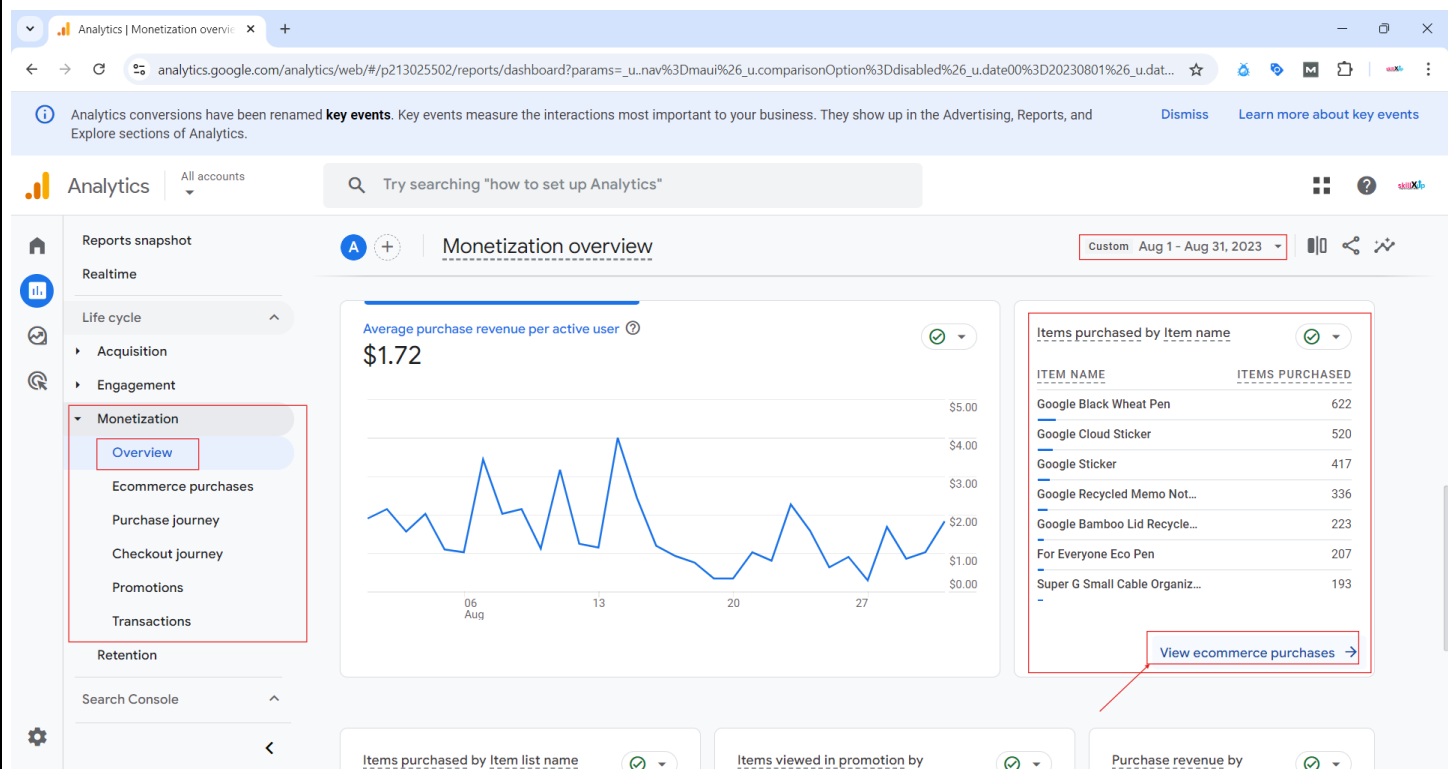 Analytics | Monetization overvie
analytics.google.com/analytics/web/#/p213025502/reports/dashboard?params=_u..nav%3Dmaui%26_u.comparisonOption%3Ddisabled%26_u.date00%3D20230801%26_u.dat...
Analytics conversions have been renamed key events. Key events measure the interactions most important to your business. They show up in the Advertising, Reports, and
Explore sections of Analytics.
Dismiss
Learn more about key events
Analytics
All accounts
Try searching "how to set up Analytics"
skillXUp
Reports snapshot
Realtime
Life cycle
Acquisition
Engagement
Monetization
Overview
Ecommerce purchases
Purchase journey
Checkout journey
Promotions
Transactions
Retention
Search Console
A
Monetization overview
Custom Aug 1 - Aug 31, 2023
Average purchase revenue per active user
$1.72
$5.00
$4.00
$3.00
$2.00
$1.00
$0.00
06 13 20 27
Aug
Items purchased by Item name
ITEM NAME ITEMS PURCHASED
Google Black Wheat Pen 622
Google Cloud Sticker 520
Google Sticker 417
Google Recycled Memo Not... 336
Google Bamboo Lid Recycle... 223
For Everyone Eco Pen 207
Super G Small Cable Organiz... 193
View ecommerce purchases
Items purchased by Item list name
Items viewed in promotion by
Purchase revenue by